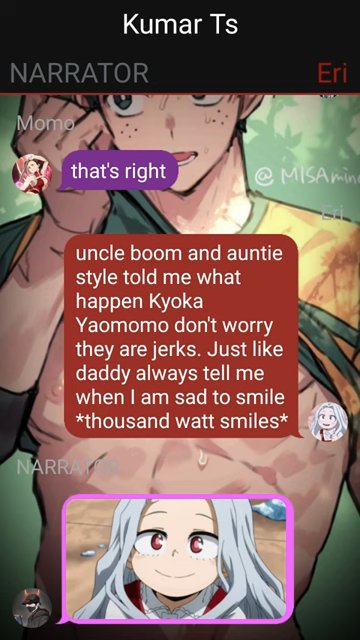 Kumar Ts
NARRATOR
Eri
Momo
that's right
@ MISAmin
Eri
uncle boom and auntie
style told me what
happen Kyoka
Yaomomo don't worry
they are jerks. Just like
daddy always tell me
when I am sad to smile
*thousand watt smiles*
NARRATOR